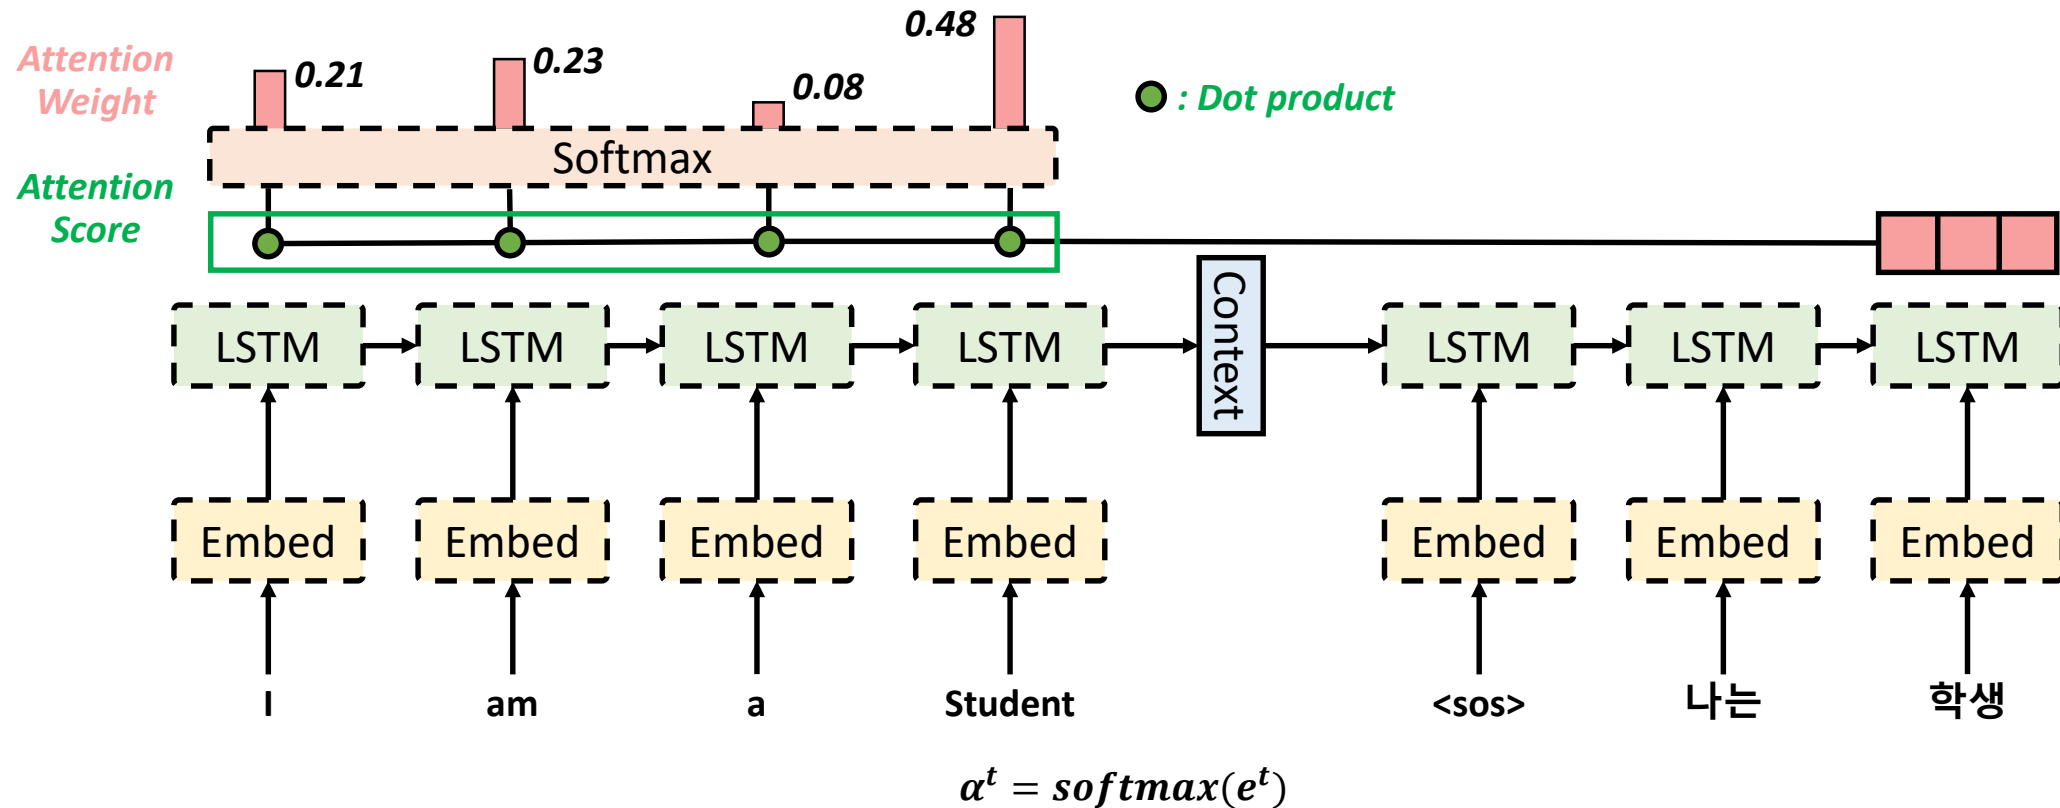 Attention
Weight
0.21
0.23
0.08
0.48
: Dot product
Softmax
Attention
Score
Context
LSTM LSTM LSTM LSTM LSTM LSTM LSTM
Embed Embed Embed Embed Embed Embed Embed
I am a Student <sos> 나는 학생
α^t = softmax(e^t)